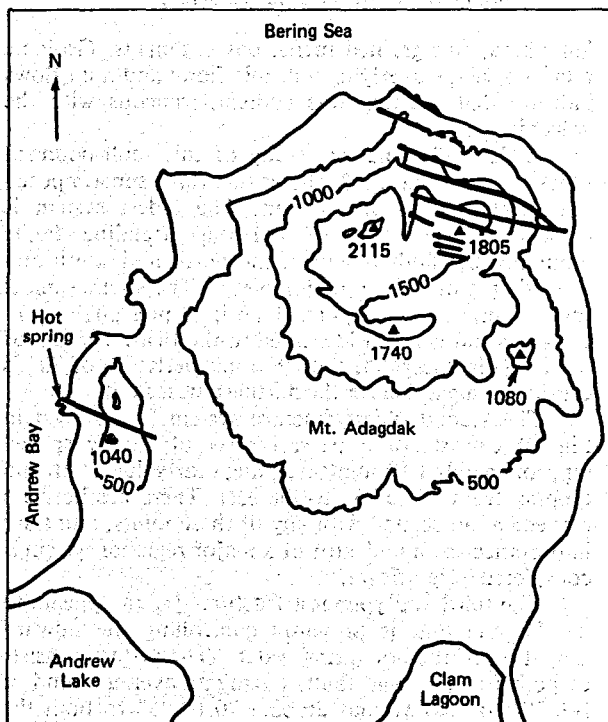 Bering Sea
N
1000
2115
1805
1500
Hot
spring
1740
1080
Mt. Adagdak
1040
Andrew Bay
500
500
Andrew
Lake
Clam
Lagoon